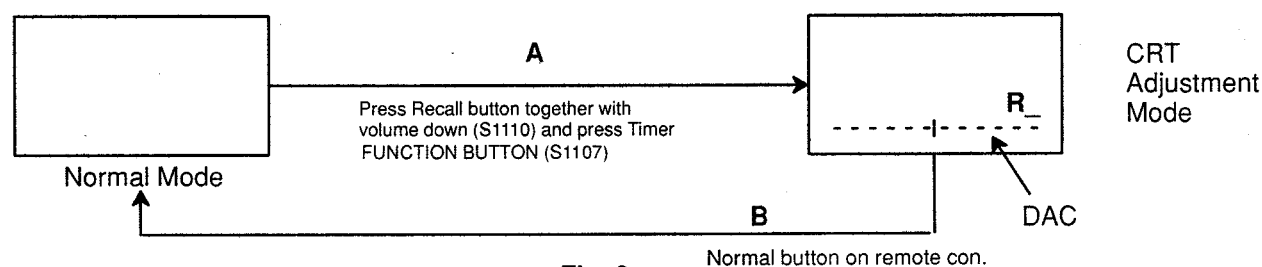 A
Press Recall button together with
volume down (S1110) and press Timer
FUNCTION BUTTON (S1107)
R_
CRT
Adjustment
Mode
Normal Mode
B
DAC
Normal button on remote con.